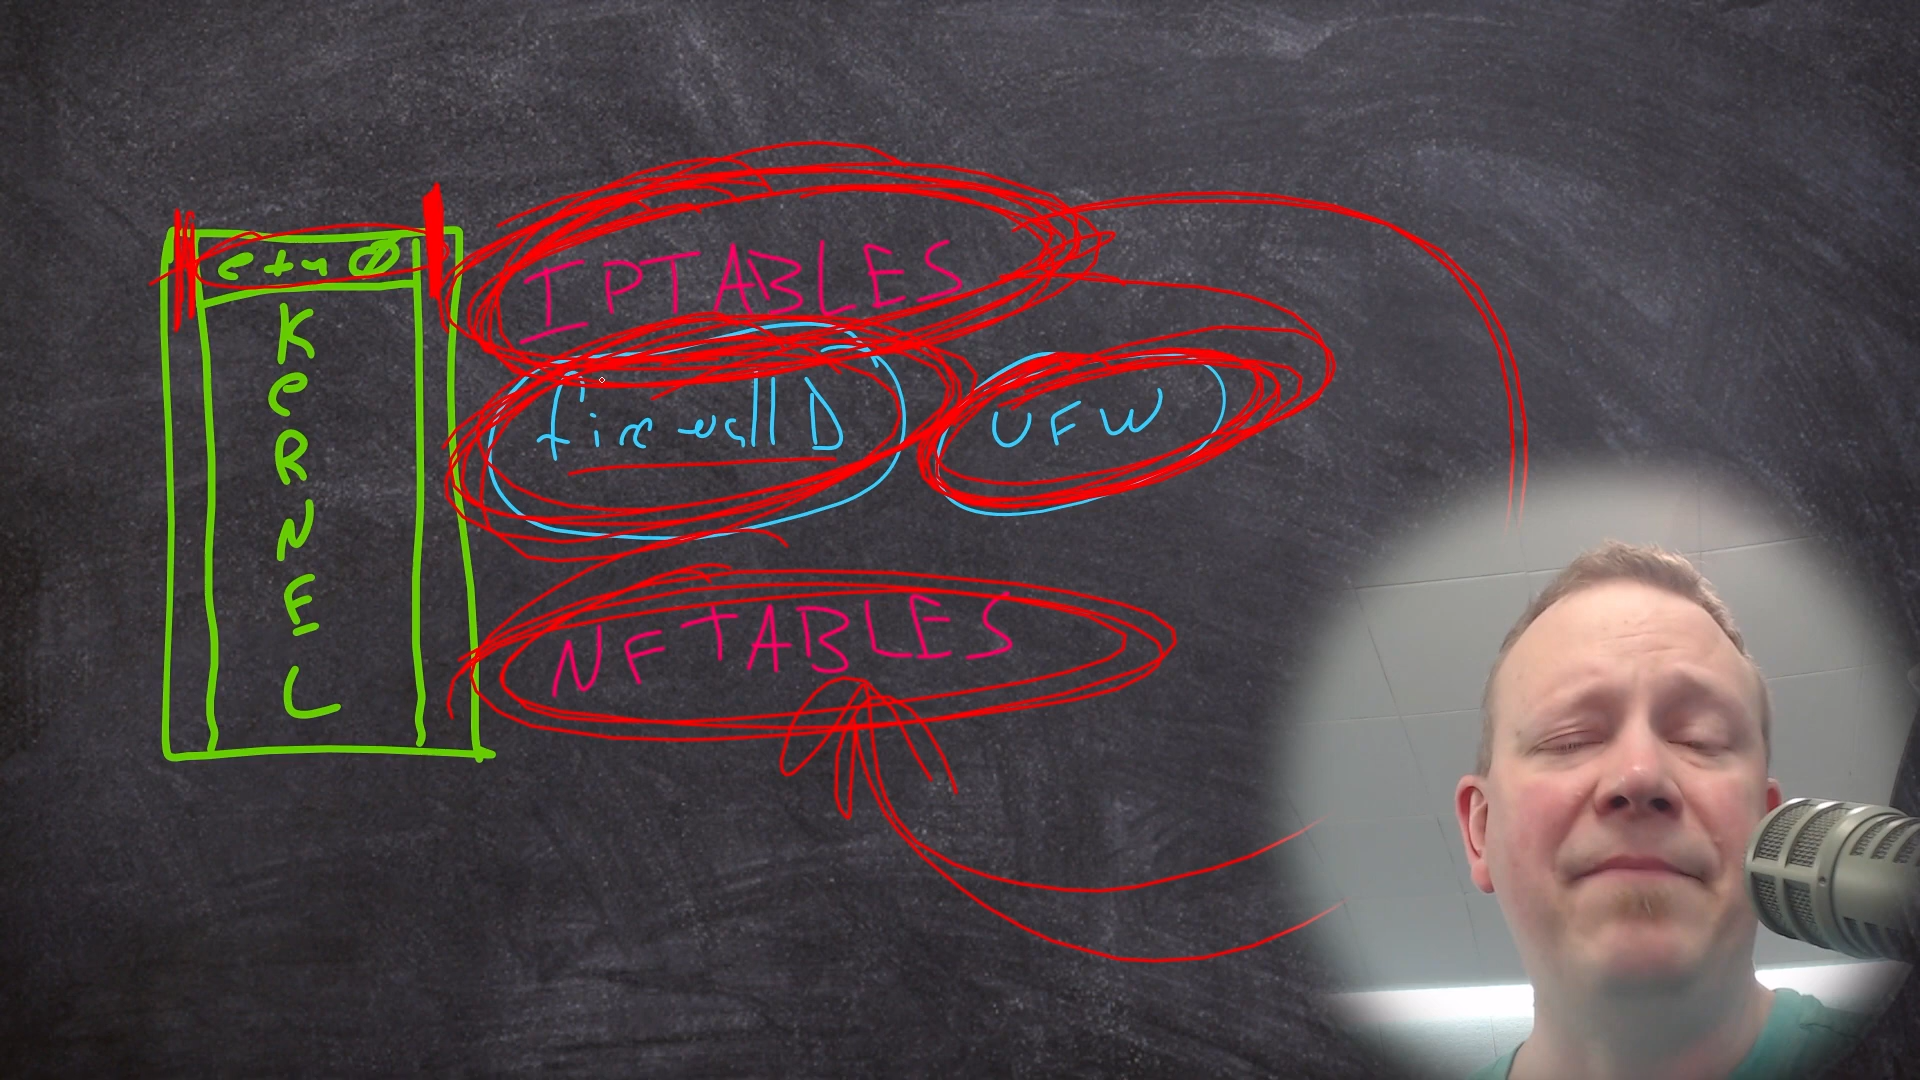 eth0
KeRNEL
IPTABLES
firewallD
UFW
NFTABLES